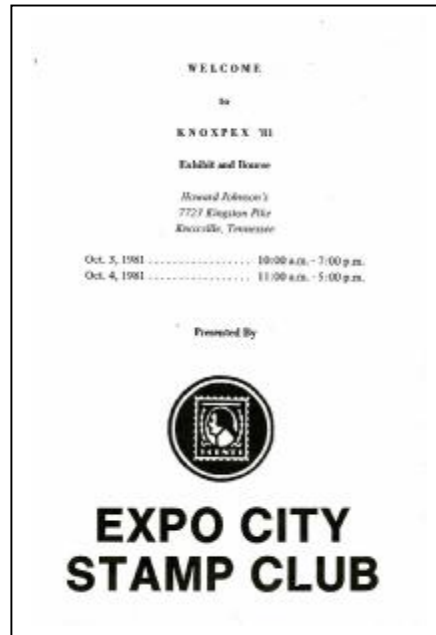 WELCOME
to
KNOXPEX '81
Exhibit and Bourse
Howard Johnson's
7723 Kingston Pike
Knoxville, Tennessee
Oct. 3, 1981 .................... 10:00 a.m. - 7:00 p.m.
Oct. 4, 1981 .................... 11:00 a.m. - 5:00 p.m.
Presented By
EXPO CITY
STAMP CLUB